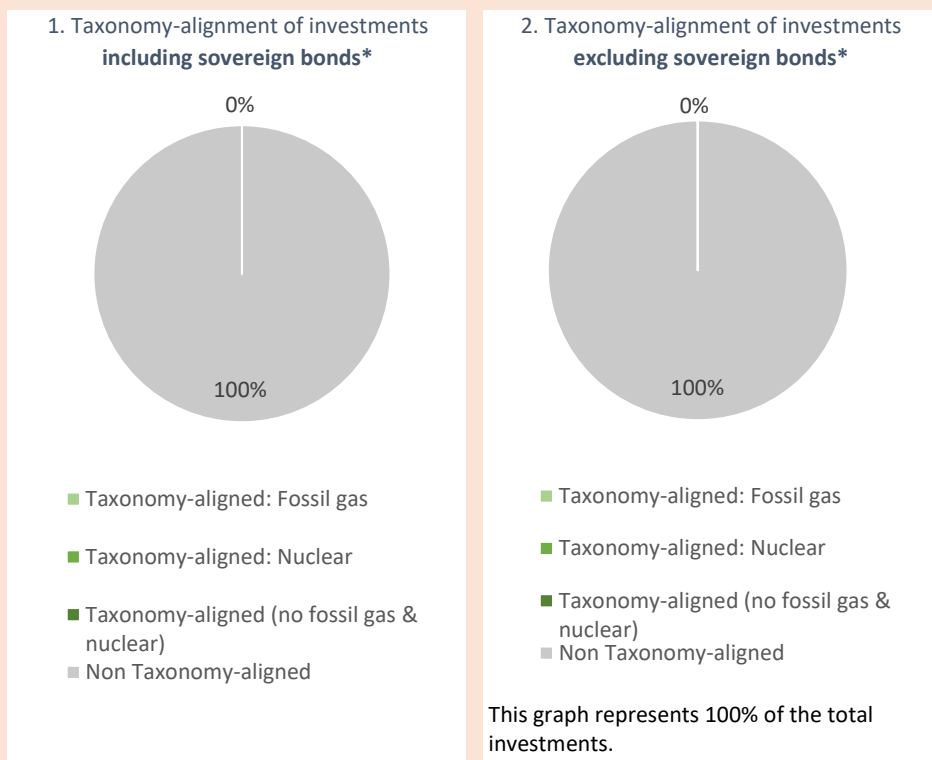 1. Taxonomy-alignment of investments
including sovereign bonds*
0%
100%
Taxonomy-aligned: Fossil gas
Taxonomy-aligned: Nuclear
Taxonomy-aligned (no fossil gas &
nuclear)
Non Taxonomy-aligned
2. Taxonomy-alignment of investments
excluding sovereign bonds*
0%
100%
Taxonomy-aligned: Fossil gas
Taxonomy-aligned: Nuclear
Taxonomy-aligned (no fossil gas &
nuclear)
Non Taxonomy-aligned
This graph represents 100% of the total
investments.